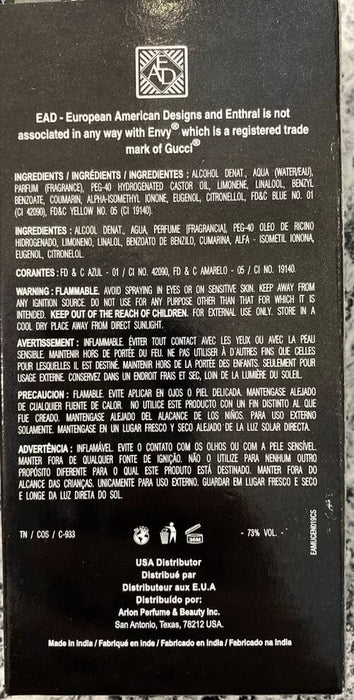 EAD
EAD - European American Designs and Enthral is not
associated in any way with Envy® which is a registered trade
mark of Gucci®
INGREDIENTS / INGRÉDIENTS / INGREDIENTES : ALCOHOL DENAT., AQUA (WATER/EAU),
PARFUM (FRAGRANCE), PEG-40 HYDROGENATED CASTOR OIL, LIMONENE, LINALOOL, BENZYL
BENZOATE, COUMARIN, ALPHA-ISOMETHYL IONONE, EUGENOL, CITRONELLOL, FD&C BLUE NO. 01
(CI 42090), FD&C YELLOW NO. 05 (CI 19140).
INGREDIENTES : ALCOOL DENAT., AGUA, PERFUME [FRAGRANCIA], PEG-40 OLEO DE RICINO
HIDROGENADO, LIMONENO, LINALOL, BENZOATO DE BENZILO, CUMARINA, ALFA - ISOMETIL IONONA,
EUGENOL, CITRONELOL.
CORANTES : FD & C AZUL - 01 / CI NO. 42090, FD & C AMARELO - 05 / CI NO. 19140.
WARNING : FLAMMABLE. AVOID SPRAYING IN EYES OR ON SENSITIVE SKIN. KEEP AWAY FROM
ANY IGNITION SOURCE. DO NOT USE FOR ANY PURPOSE OTHER THAN THAT FOR WHICH IT IS
INTENDED. KEEP OUT OF THE REACH OF CHILDREN. FOR EXTERNAL USE ONLY. STORE IN A
COOL DRY PLACE AWAY FROM DIRECT SUNLIGHT.
AVERTISSEMENT : INFLAMMABLE. ÉVITER TOUT CONTACT AVEC LES YEUX OU AVEC LA PEAU
SENSIBLE. MAINTENIR HORS DE PORTÉE DU FEU. NE PAS UTILISER À D'AUTRES FINS QUE CELLES
POUR LESQUELLES IL EST DESTINÉ. MAINTENIR HORS DE LA PORTÉE DES ENFANTS. SEULEMENT POUR
USAGE EXTERNE. CONSERVEZ DANS UN ENDROIT FRAIS ET SEC, LOIN DE LA LUMIÈRE DU SOLEIL.
PRECAUCION : FLAMABLE. EVITE APLICAR EN OJOS O PIEL DELICADA. MANTENGASE ALEJADO
DE CUALQUIER FUENTE DE CALOR. NO UTILICE ESTE PRODUCTO CON UN FIN DISTINTO AL QUE
FUE CREADO. MANTENGASE ALEJADO DEL ALCANCE DE LOS NIÑOS. PARA USO EXTERNO
SOLAMENTE. MANTENGASE EN UN LUGAR FRESCO Y SECO ALEJADO DE LA LUZ SOLAR DIRECTA.
ADVERTÊNCIA : INFLAMÁVEL. EVITE O CONTATO COM OS OLHOS OU COM A PELE SENSÍVEL.
MANTER FORA DE QUALQUER FONTE DE IGNIÇÃO. NÃO O UTILIZE PARA NENHUM OUTRO
PROPÓSITO DIFERENTE PARA O QUAL ESTE PRODUTO ESTÁ DESTINADO. MANTER FORA DO
ALCANCE DAS CRIANÇAS. UNICAMENTE PARA USO EXTERNO. GUARDAR EM LUGAR FRESCO E SECO
E LONGE DA LUZ DIRETA DO SOL.
TN / COS / C-933
36M
- 73% VOL. -
EAMUCEN019CS
USA Distributor
Distribué par
Distributeur aux E.U.A
Distribuido por:
Arlon Perfume & Beauty Inc.
San Antonio, Texas, 78212 USA.
Made in India / Fabriqué en Inde / Fabricado en India / Fabricado na India